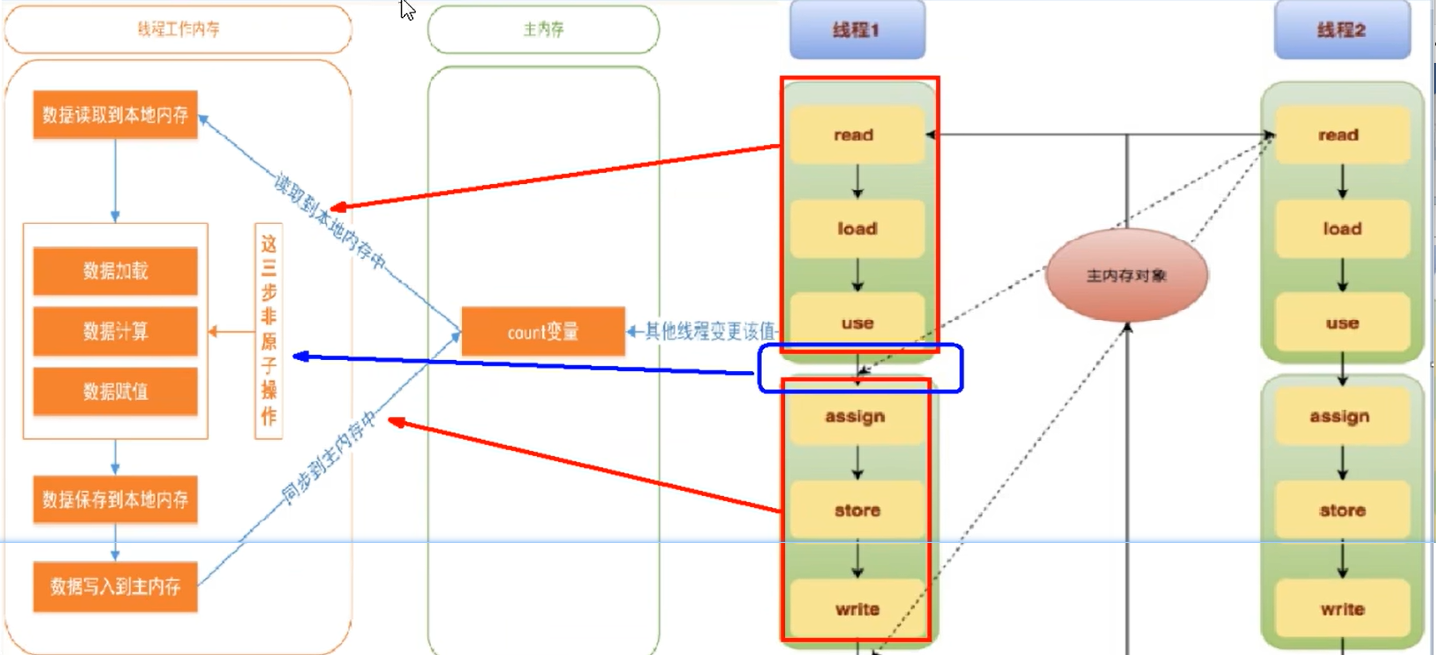 线程工作内存
主内存
线程1
线程2
数据读取到本地内存
读取到本地内存中
数据加载
数据计算
数据赋值
这三步非原子操作
count变量
其他线程变更该值
同步到主内存中
数据保存到本地内存
数据写入到主内存
read
load
use
assign
store
write
主内存对象
read
load
use
assign
store
write